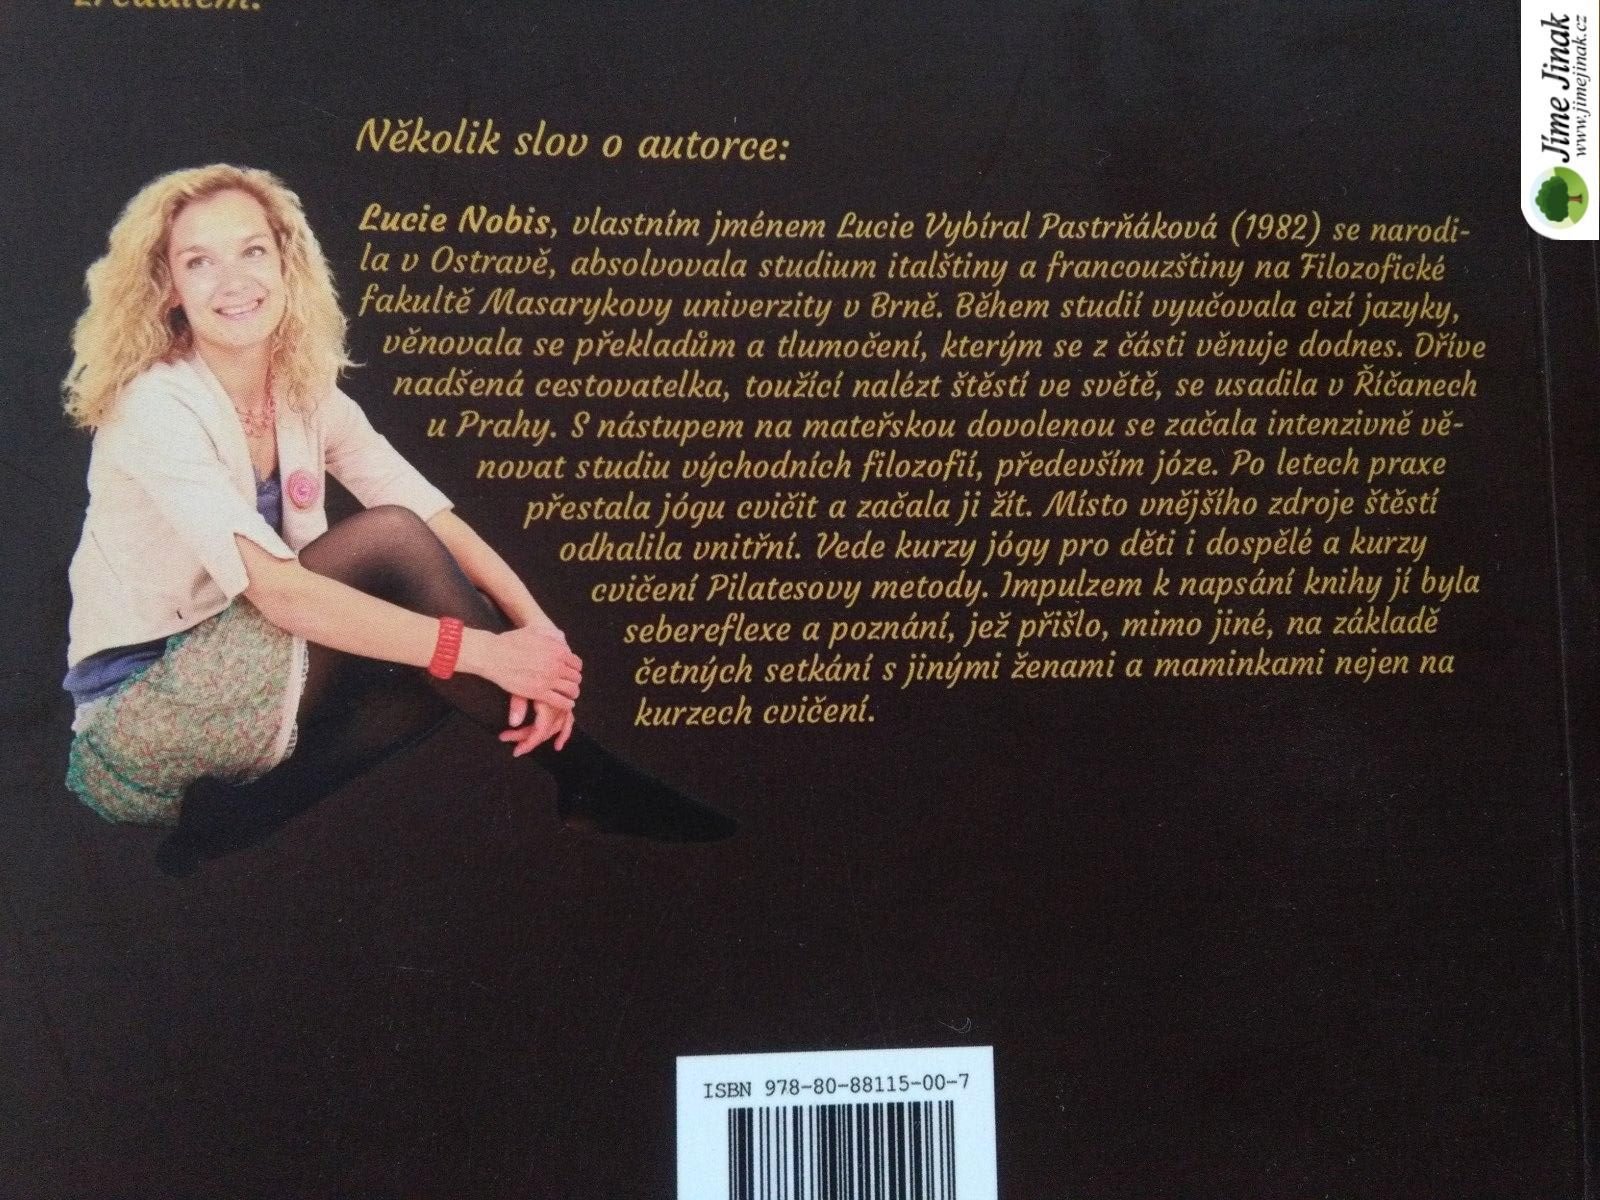 Několik slov o autorce:
Lucie Nobis, vlastním jménem Lucie Vybíral Pastrňáková (1982) se narodi-
la v Ostravě, absolvovala studium italštiny a francouzštiny na Filozofické
fakultě Masarykovy univerzity v Brně. Během studií vyučovala cizí jazyky,
věnovala se překladům a tlumočení, kterým se z části věnuje dodnes. Dříve
nadšená cestovatelka, toužící nalézt štěstí ve světě, se usadila v Říčanech
u Prahy. S nástupem na mateřskou dovolenou se začala intenzivně vě-
novat studiu východních filozofií, především józe. Po letech praxe
přestala jógu cvičit a začala ji žít. Místo vnějšího zdroje štěstí
odhalila vnitřní. Vede kurzy jógy pro děti i dospělé a kurzy
cvičení Pilatesovy metody. Impulzem k napsání knihy jí byla
sebereflexe a poznání, jež přišlo, mimo jiné, na základě
četných setkání s jinými ženami a maminkami nejen na
kurzech cvičení.
ISBN 978-80-88115-00-7
Jíme Jinak
www.jimejinak.cz